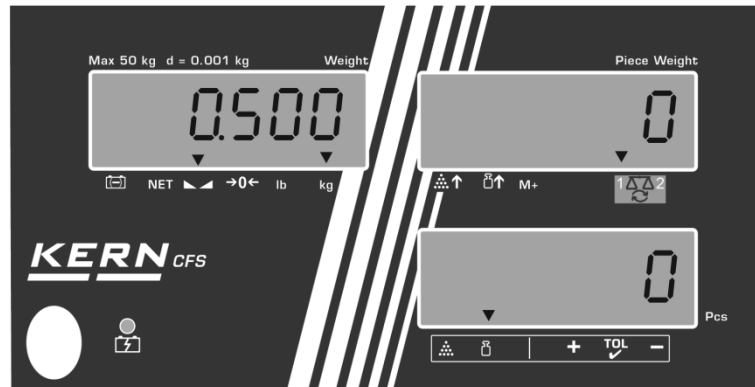 Max 50 kg d = 0.001 kg Weight
0.500
NET →0← lb kg
Piece Weight
0
M+ 1 2
KERN CFS
0
Pcs
+ TOL −